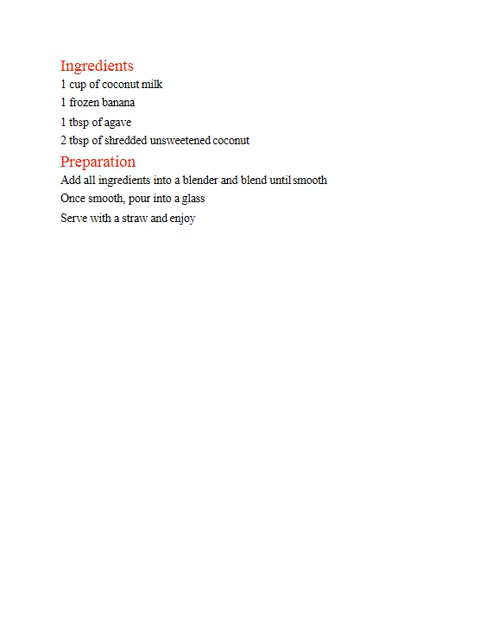 Ingredients
1 cup of coconut milk
1 frozen banana
1 tbsp of agave
2 tbsp of shredded unsweetened coconut
Preparation
Add all ingredients into a blender and blend until smooth
Once smooth, pour into a glass
Serve with a straw and enjoy